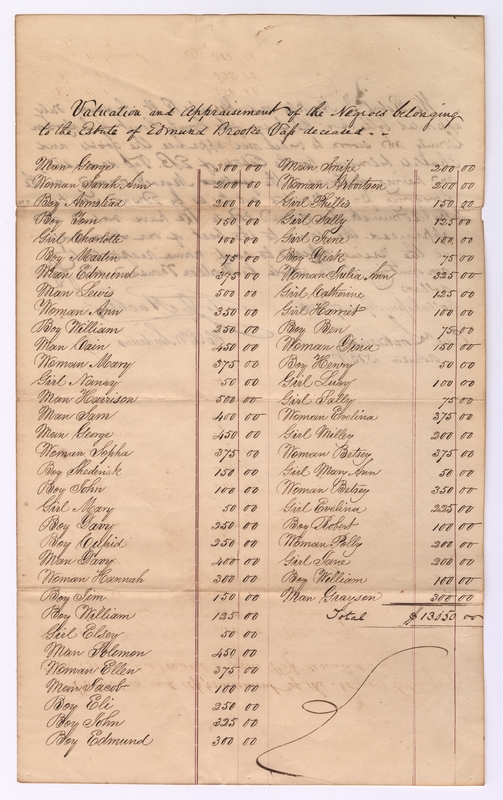 Valuation and Appraisement of the Negroes belonging
to the Estate of Edmund Brooke deceased
Man George 300 00
Woman Sarah Ann 200 00
Boy Armstead 200 00
Boy Tom 150 00
Girl Charlotte 100 00
Boy Martin 75 00
Man Edmund 375 00
Man Lewis 500 00
Woman Ann 350 00
Boy William 250 00
Man Cain 450 00
Woman Mary 375 00
Girl Nancy 50 00
Man Harrison 500 00
Man Sam 400 00
Man George 450 00
Woman Sopha 375 00
Boy Shederick 150 00
Boy John 100 00
Girl Mary 50 00
Boy Davy 250 00
Boy 250 00
Man Davy 400 00
Woman Hannah 300 00
Boy Jim 150 00
Boy William 125 00
Girl Elsey 50 00
Man Solomon 450 00
Woman Ellen 375 00
Man Jacob 100 00
Boy Eli 250 00
Boy John 325 00
Boy Edmund 300 00
Man Snipe 200 00
Woman 200 00
Girl Phillis 150 00
Girl Sally 125 00
Girl Jane 100 00
Boy Dick 75 00
Woman Julia Ann 325 00
Girl Catherine 125 00
Girl Harriet 100 00
Boy Ben 75 00
Woman 150 00
Boy Henry 50 00
Girl Lucy 100 00
Girl Sally 75 00
Woman Evelina 375 00
Girl Milley 200 00
Woman Betsey 375 00
Girl Mary Ann 50 00
Woman Betsey 350 00
Girl Evelina 225 00
Boy Robert 100 00
Woman Polly 200 00
Girl Jane 200 00
Boy William 100 00
Man Grayson 300 00
Total $ 00